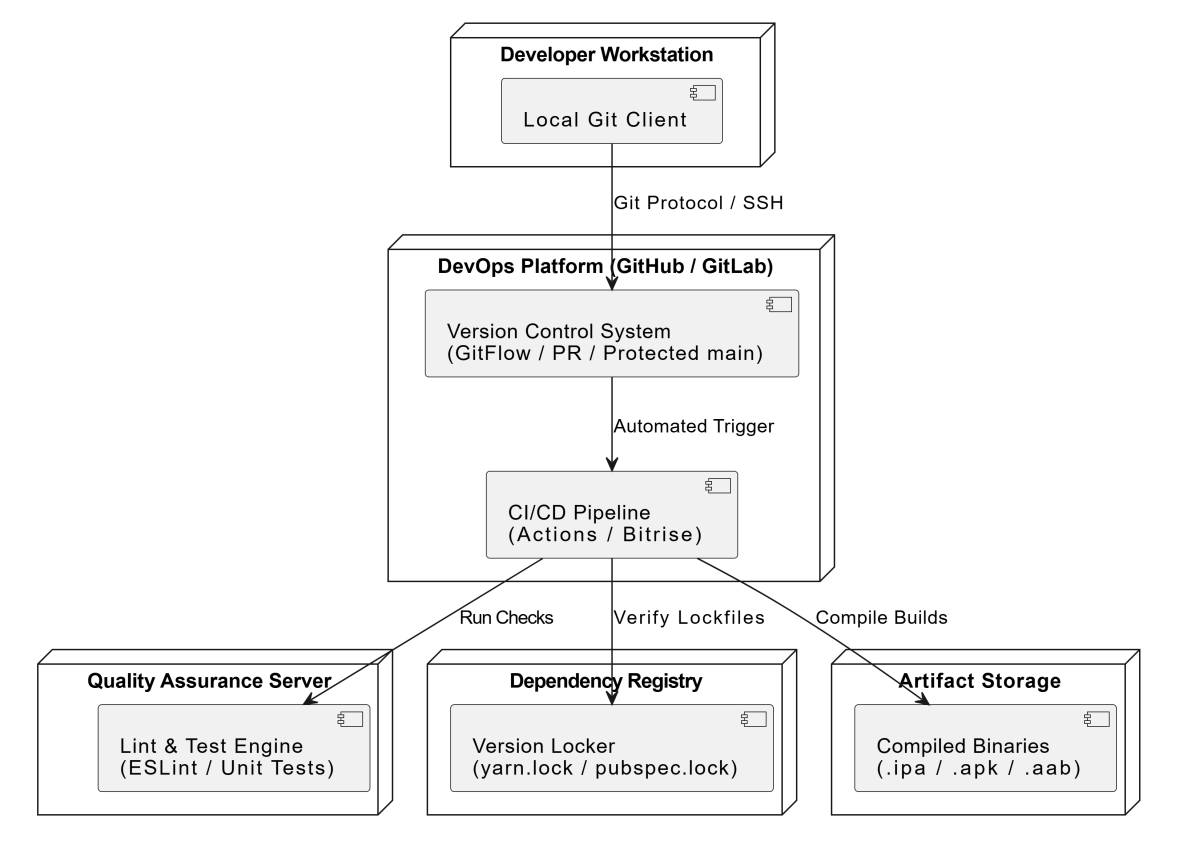 Developer Workstation
Local Git Client
Git Protocol / SSH
DevOps Platform (GitHub / GitLab)
Version Control System
(GitFlow / PR / Protected main)
Automated Trigger
CI/CD Pipeline
(Actions / Bitrise)
Run Checks
Verify Lockfiles
Compile Builds
Quality Assurance Server
Lint & Test Engine
(ESLint / Unit Tests)
Dependency Registry
Version Locker
(yarn.lock / pubspec.lock)
Artifact Storage
Compiled Binaries
(.ipa / .apk / .aab)